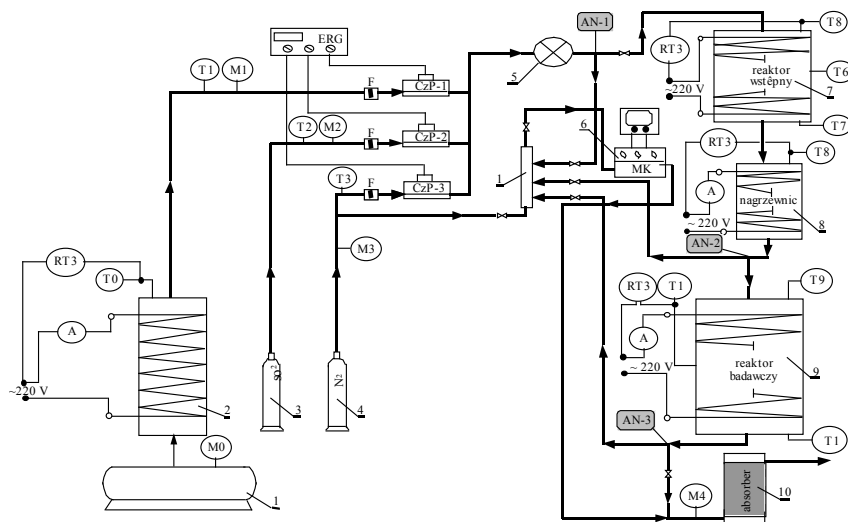 AN-1
T8
ERG
RT3
T1
M1
F
CzP-1
5
T6
reaktor
wstępny
7
~220 V
6
T2
M2
F
CzP-2
T7
RT3
T8
MK
T3
F
CzP-3
1
A
nagrzewnic
8
~ 220 V
M3
AN-2
RT3
T0
RT3
T1
T9
A
A
SO2
N2
reaktor
badawczy
9
~ 220 V
~220 V
2
3
4
AN-3
T1
M0
1
M4
absorber
10